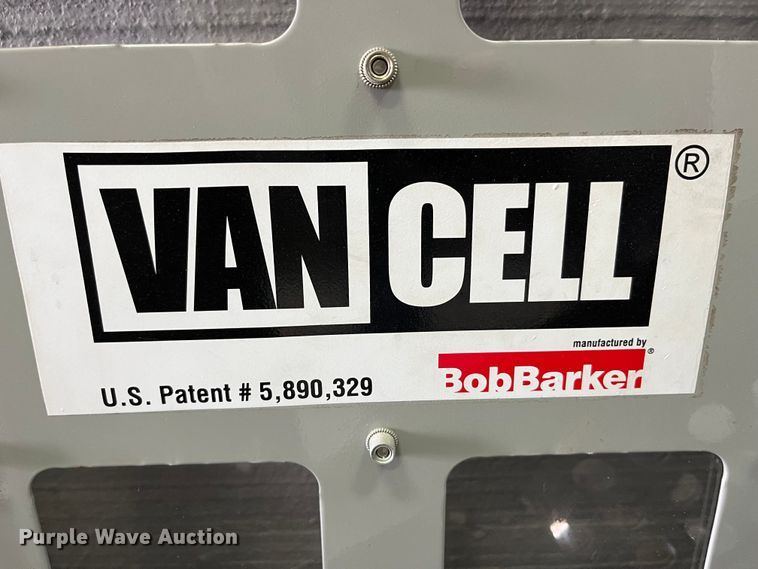 VAN CELL ®
manufactured by
U.S. Patent # 5,890,329
BobBarker ®
Purple Wave Auction